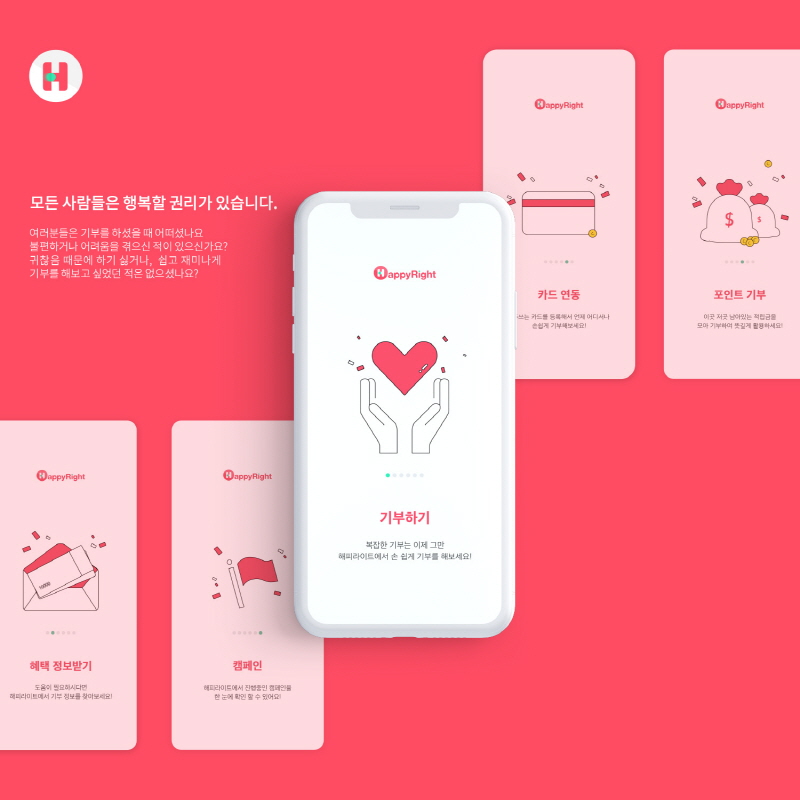 H
모든 사람들은 행복할 권리가 있습니다.
여러분들은 기부를 하셨을 때 어떠셨나요
불편하거나 어려움을 겪으신 적이 있으신가요?
귀찮음 때문에 하기 싫거나, 쉽고 재미나게
기부를 해보고 싶었던 적은 없으셨나요?
HappyRight
카드 연동
쓰는 카드를 등록해서 언제 어디서나
손쉽게 기부해보세요!
HappyRight
$ $
포인트 기부
이곳 저곳 남아있는 적립금을
모아 기부하여 뜻깊게 활용하세요!
HappyRight
기부하기
복잡한 기부는 이제 그만
해피라이트에서 손 쉽게 기부를 해보세요!
HappyRight
10000
혜택 정보받기
도움이 필요하시다면
해피라이트에서 기부 정보를 찾아보세요!
HappyRight
캠페인
해피라이트에서 진행중인 캠페인을
한 눈에 확인 할 수 있어요!